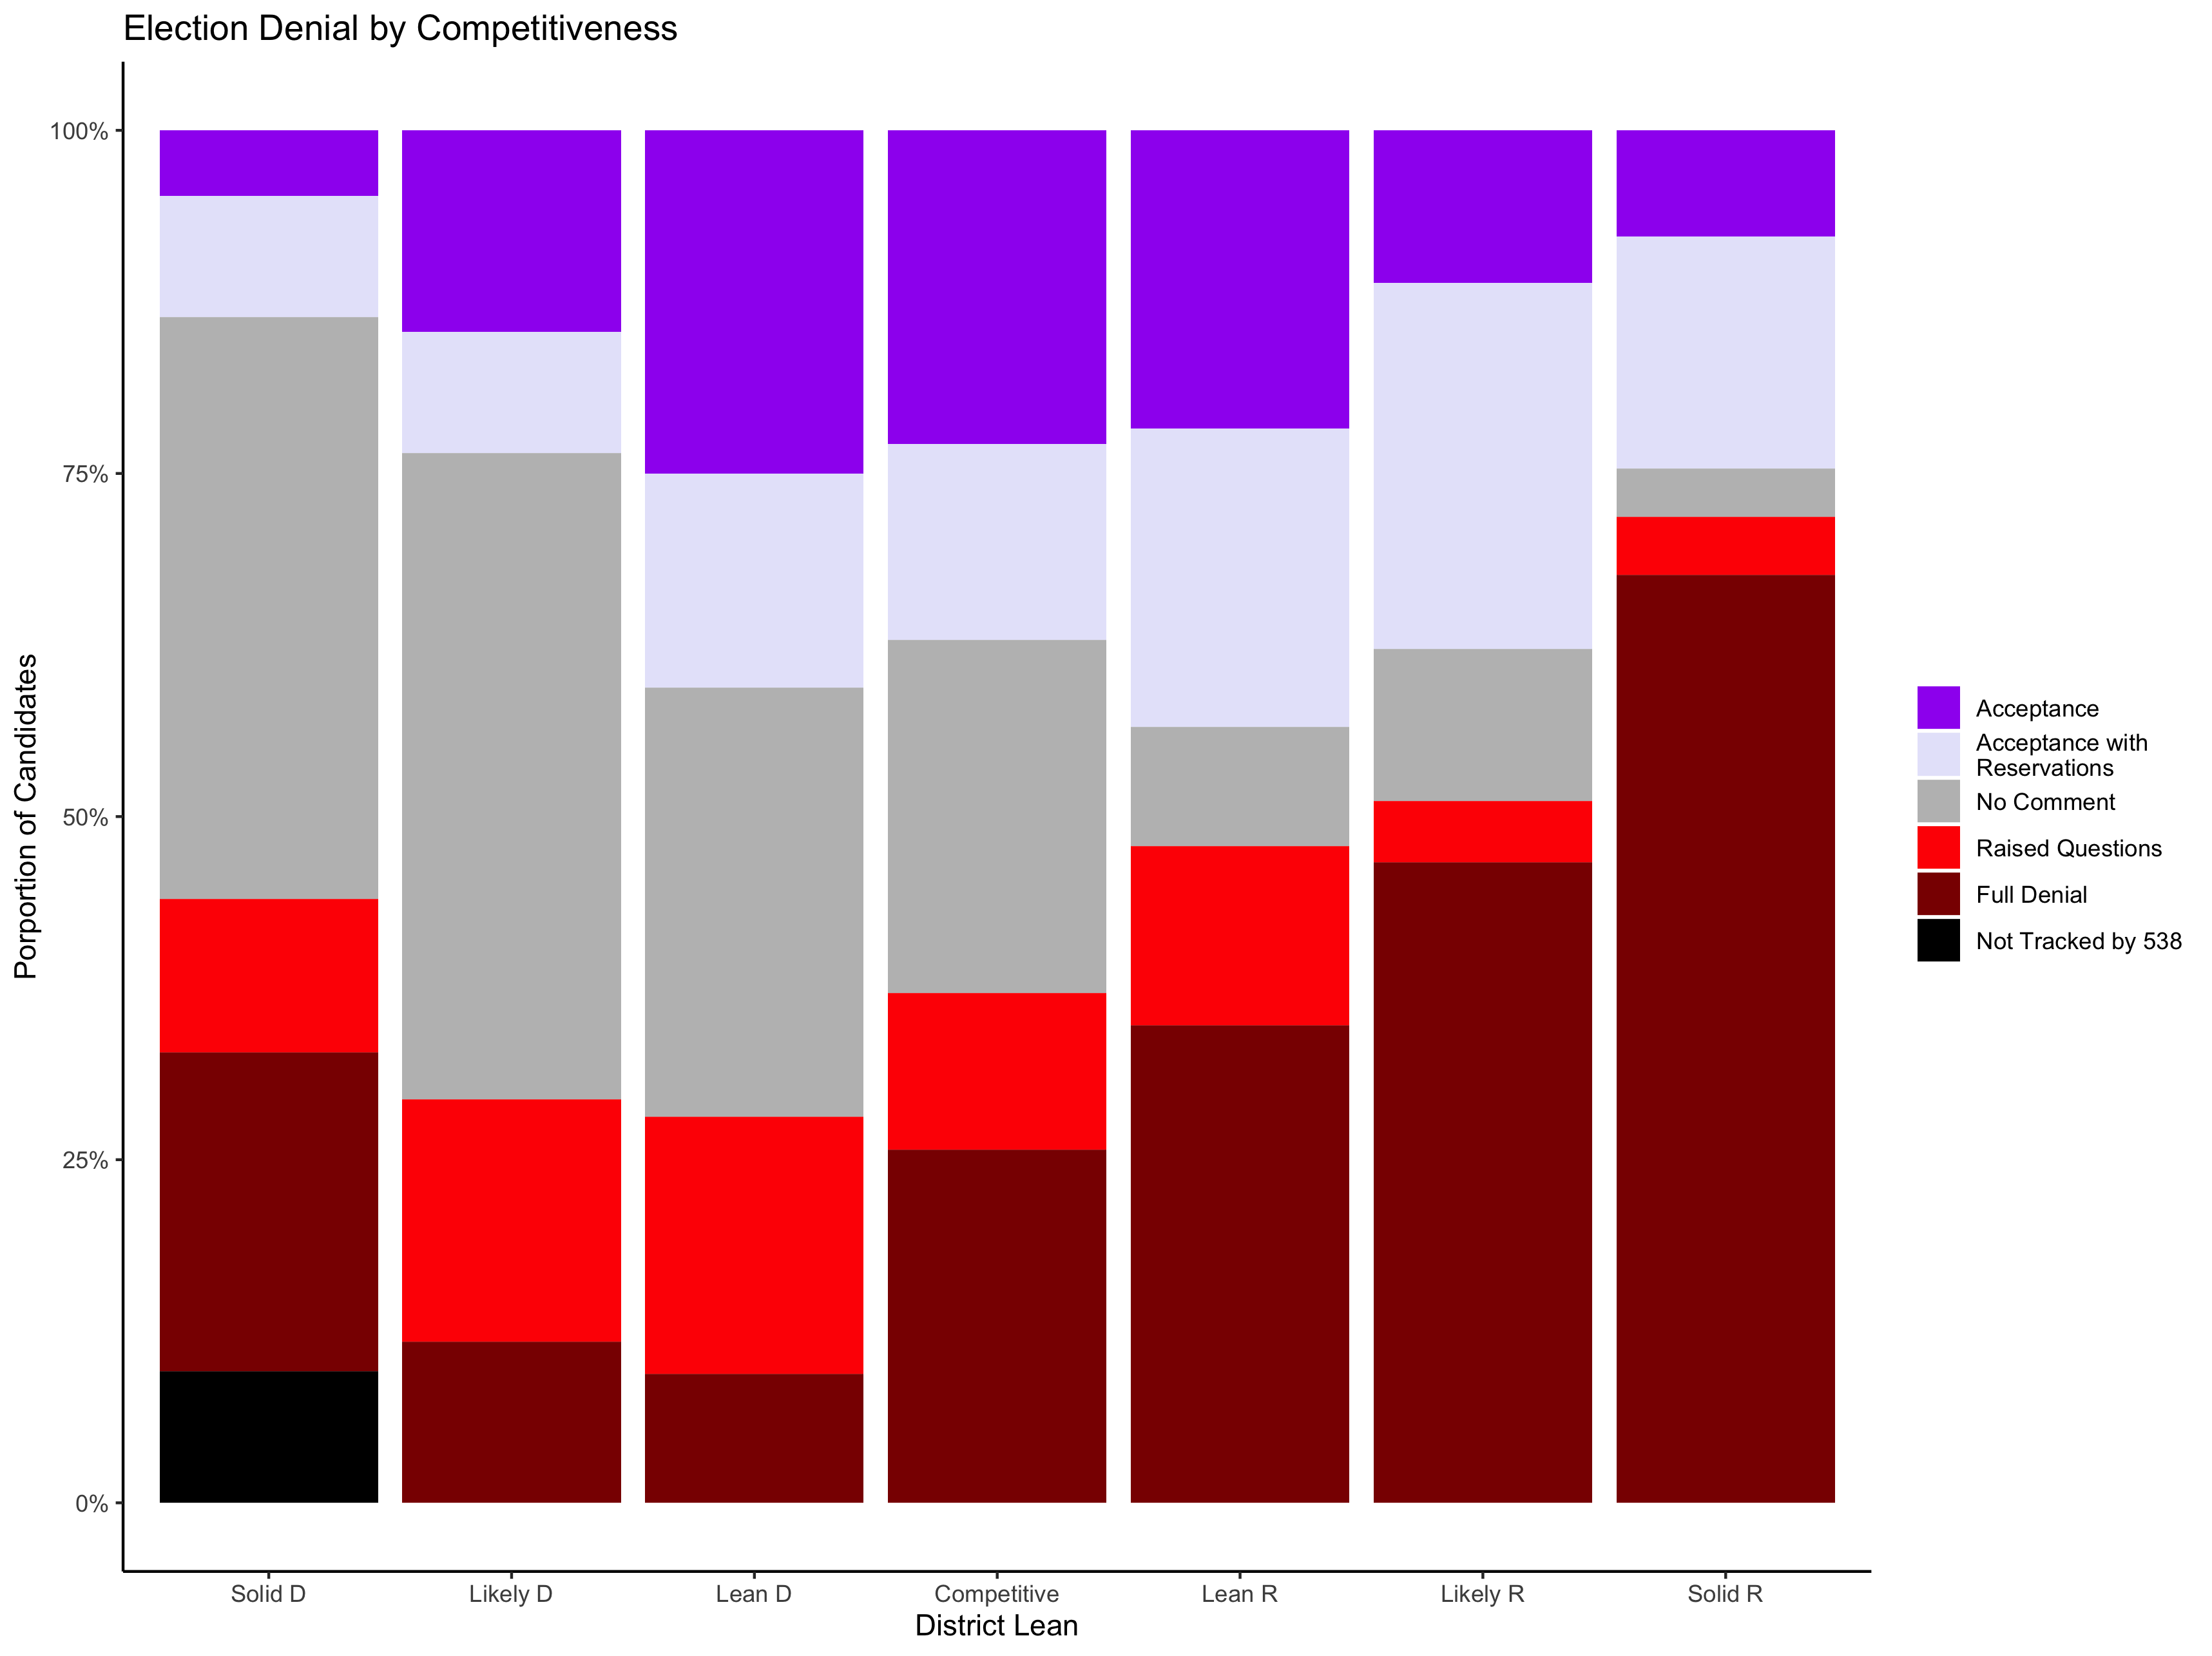 Election Denial by Competitiveness
Porportion of Candidates
100%
75%
50%
25%
0%
Solid D
Likely D
Lean D
Competitive
Lean R
Likely R
Solid R
District Lean
Acceptance
Acceptance with
Reservations
No Comment
Raised Questions
Full Denial
Not Tracked by 538